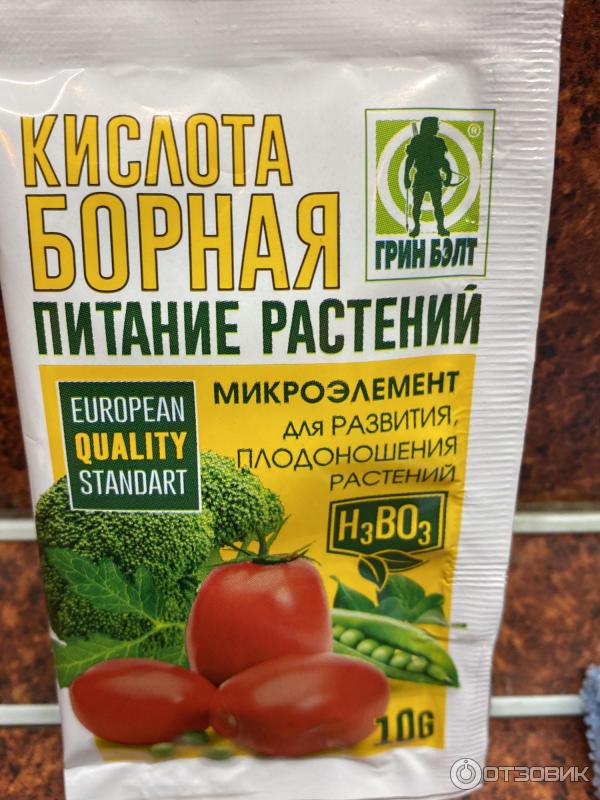 КИСЛОТА
БОРНАЯ
ПИТАНИЕ РАСТЕНИЙ
®
ГРИН БЭЛТ
EUROPEAN
QUALITY
STANDART
МИКРОЭЛЕМЕНТ
ДЛЯ РАЗВИТИЯ,
ПЛОДОНОШЕНИЯ
РАСТЕНИЙ
H₃BO₃
10G
ОТЗОВИК